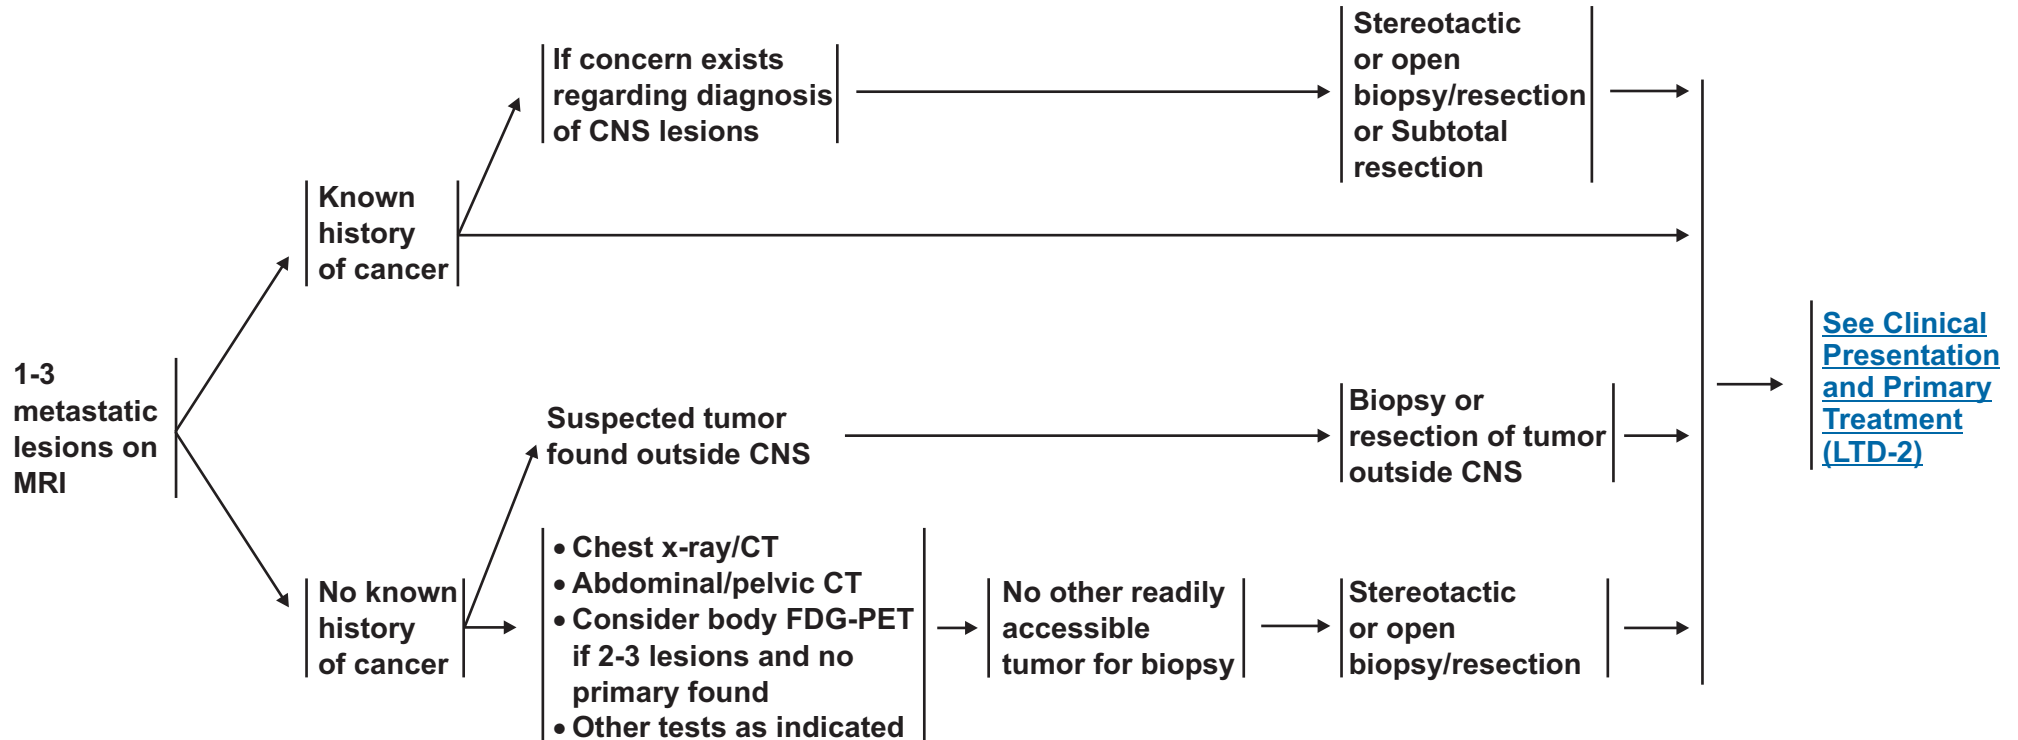 1-3
metastatic
lesions on
MRI
Known
history
of cancer
If concern exists
regarding diagnosis
of CNS lesions
Stereotactic
or open
biopsy/resection
or Subtotal
resection
No known
history
of cancer
Suspected tumor
found outside CNS
Biopsy or
resection of tumor
outside CNS
• Chest x-ray/CT
• Abdominal/pelvic CT
• Consider body FDG-PET
if 2-3 lesions and no
primary found
• Other tests as indicated
No other readily
accessible
tumor for biopsy
Stereotactic
or open
biopsy/resection
See Clinical
Presentation
and Primary
Treatment
(LTD-2)